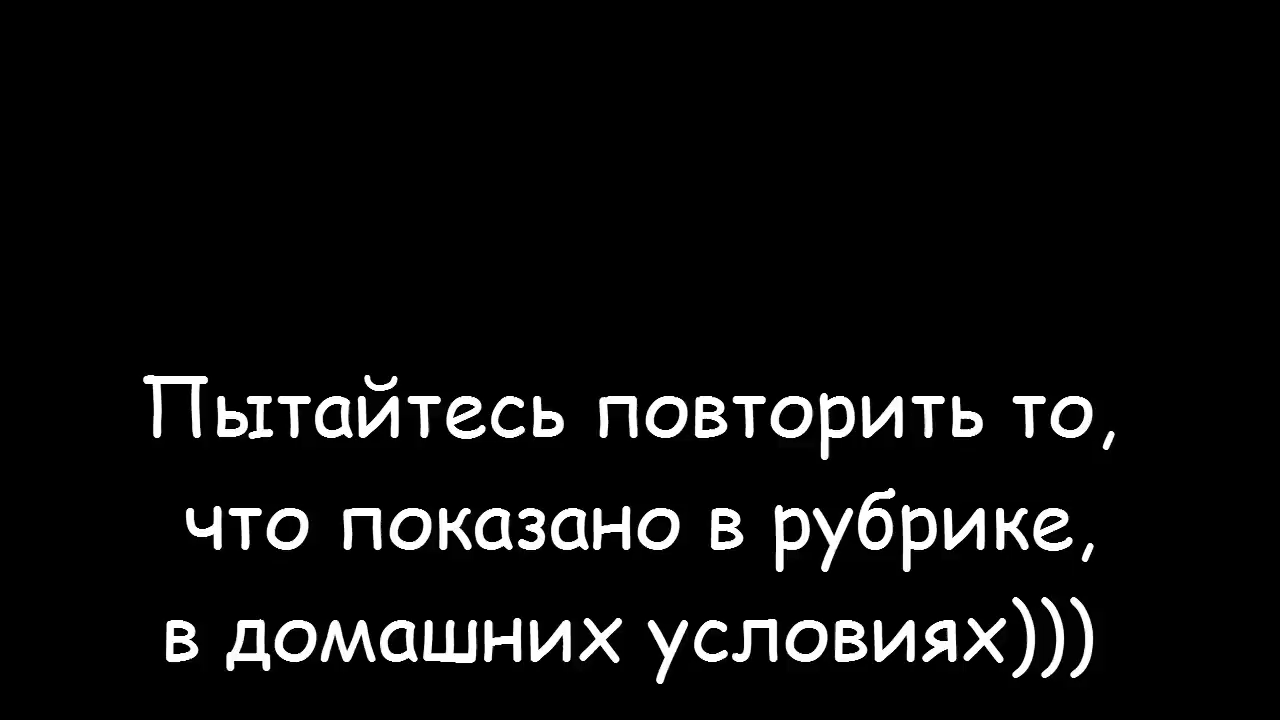 Пытайтесь повторить то,
что показано в рубрике,
в домашних условиях)))